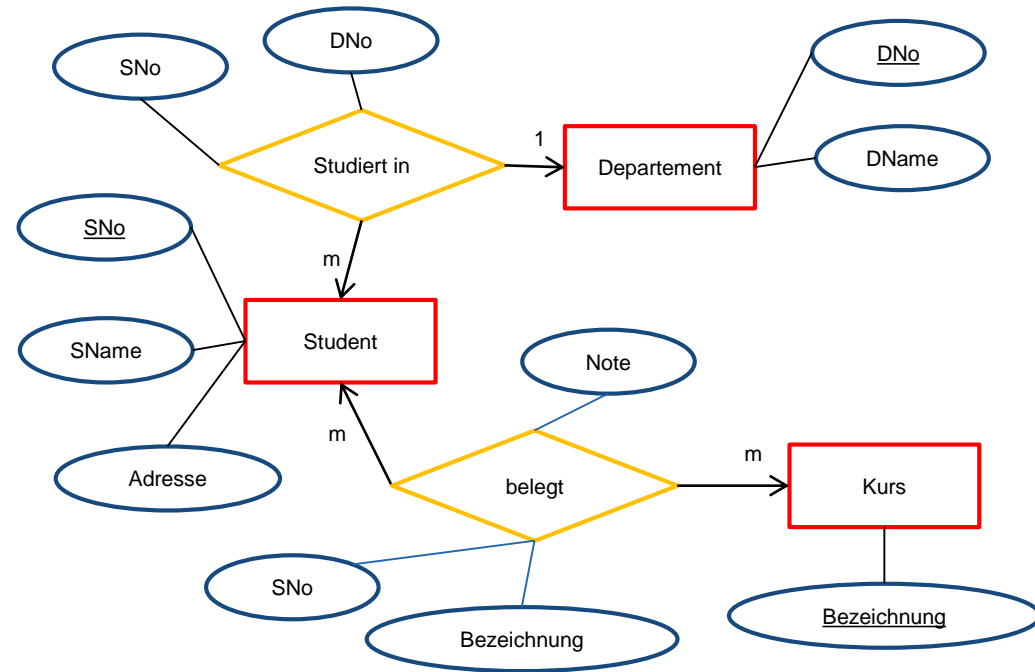 DNo
SNo
DNo
1
Studiert in
Departement
DName
SNo
m
SName
Student
Note
m
m
Adresse
belegt
Kurs
SNo
Bezeichnung
Bezeichnung